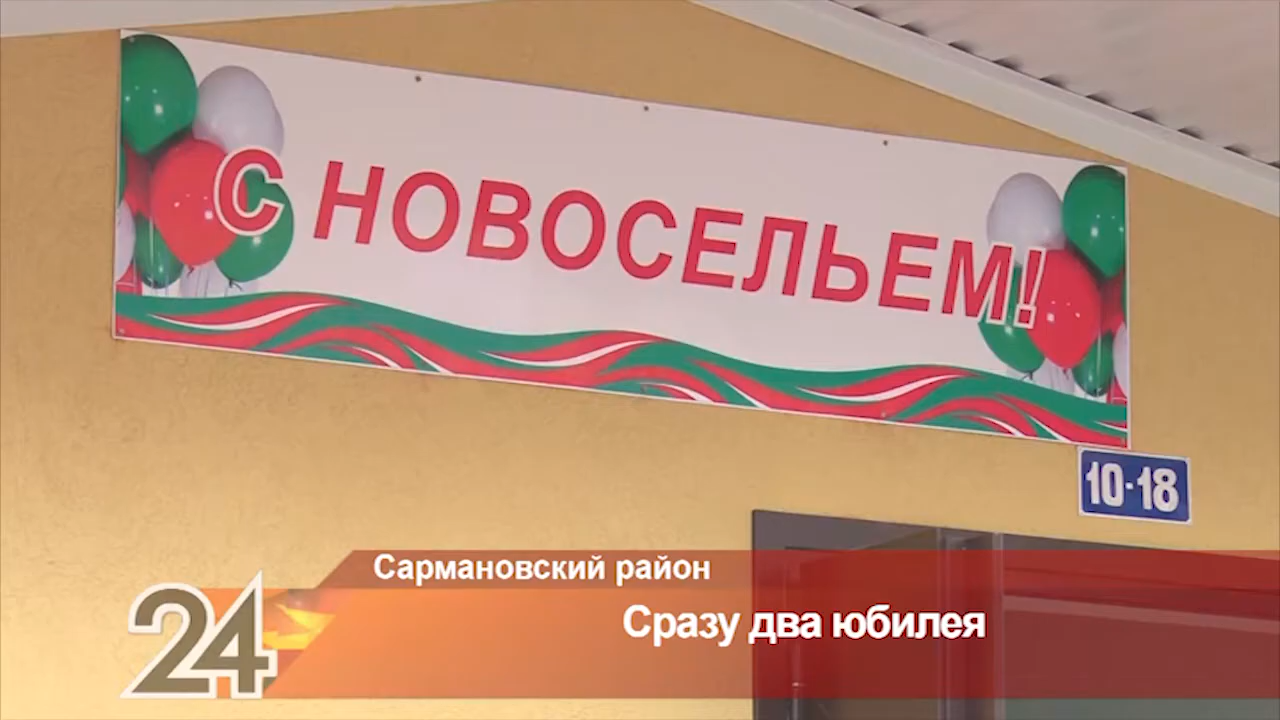 С НОВОСЕЛЬЕМ!
10-18
Сармановский район
Сразу два юбилея
24